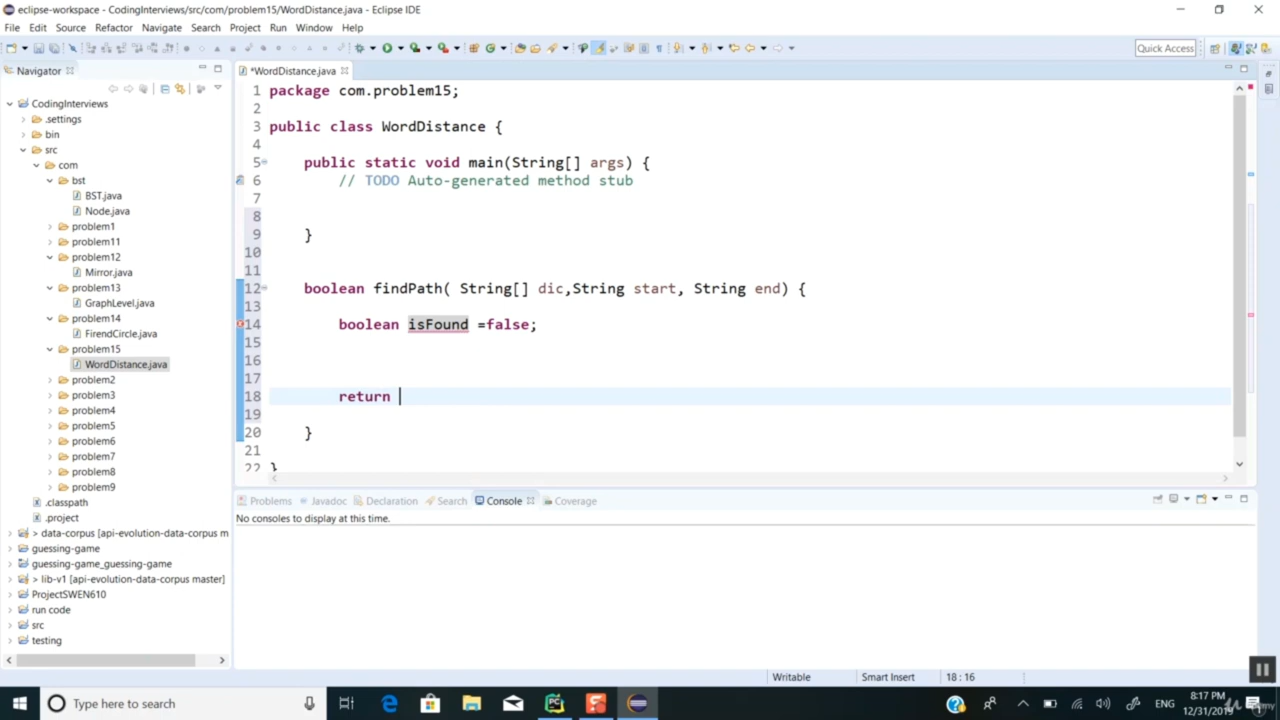 eclipse-workspace - CodingInterviews/src/com/problem15/WordDistance.java - Eclipse IDE
File Edit Source Refactor Navigate Search Project Run Window Help
Quick Access
Navigator
CodingInterviews
.settings
bin
src
com
bst
BST.java
Node.java
problem1
problem11
problem12
Mirror.java
problem13
GraphLevel.java
problem14
FirendCircle.java
problem15
WordDistance.java
problem2
problem3
problem4
problem5
problem6
problem7
problem8
problem9
.classpath
.project
> data-corpus [api-evolution-data-corpus m
guessing-game
guessing-game_guessing-game
> lib-v1 [api-evolution-data-corpus master]
ProjectSWEN610
run code
src
testing
*WordDistance.java
1 package com.problem15;
2
3 public class WordDistance {
4
5 public static void main(String[] args) {
6 // TODO Auto-generated method stub
7
8
9 }
10
11
12 boolean findPath( String[] dic,String start, String end) {
13
14 boolean isFound =false;
15
16
17
18 return
19
20 }
21
22 }
Problems Javadoc Declaration Search Console Coverage
No consoles to display at this time.
Writable Smart Insert 18 : 16
Type here to search
ENG
8:17 PM